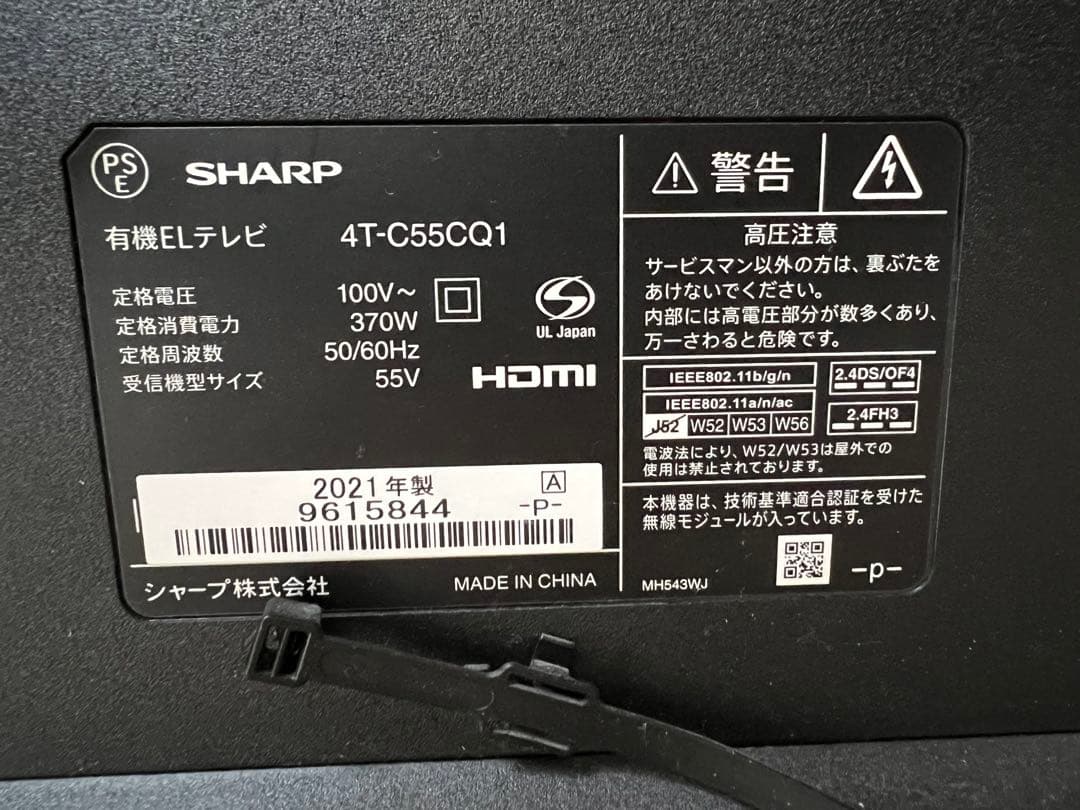 PS
E
SHARP
有機ELテレビ 4T-C55CQ1
定格電圧 100V~
定格消費電力 370W
定格周波数 50/60Hz
受信機型サイズ 55V
S
UL Japan
HDMI
2021年製 A
9615844 -P-
シャープ株式会社 MADE IN CHINA
警告
高圧注意
サービスマン以外の方は、裏ぶたを
あけないでください。
内部には高電圧部分が数多くあり、
万一さわると危険です。
IEEE802.11b/g/n
IEEE802.11a/n/ac
J52 W52 W53 W56
2.4DS/OF4
2.4FH3
電波法により、W52/W53は屋外での
使用は禁止されております。
本機器は、技術基準適合認証を受けた
無線モジュールが入っています。
MH543WJ -p-